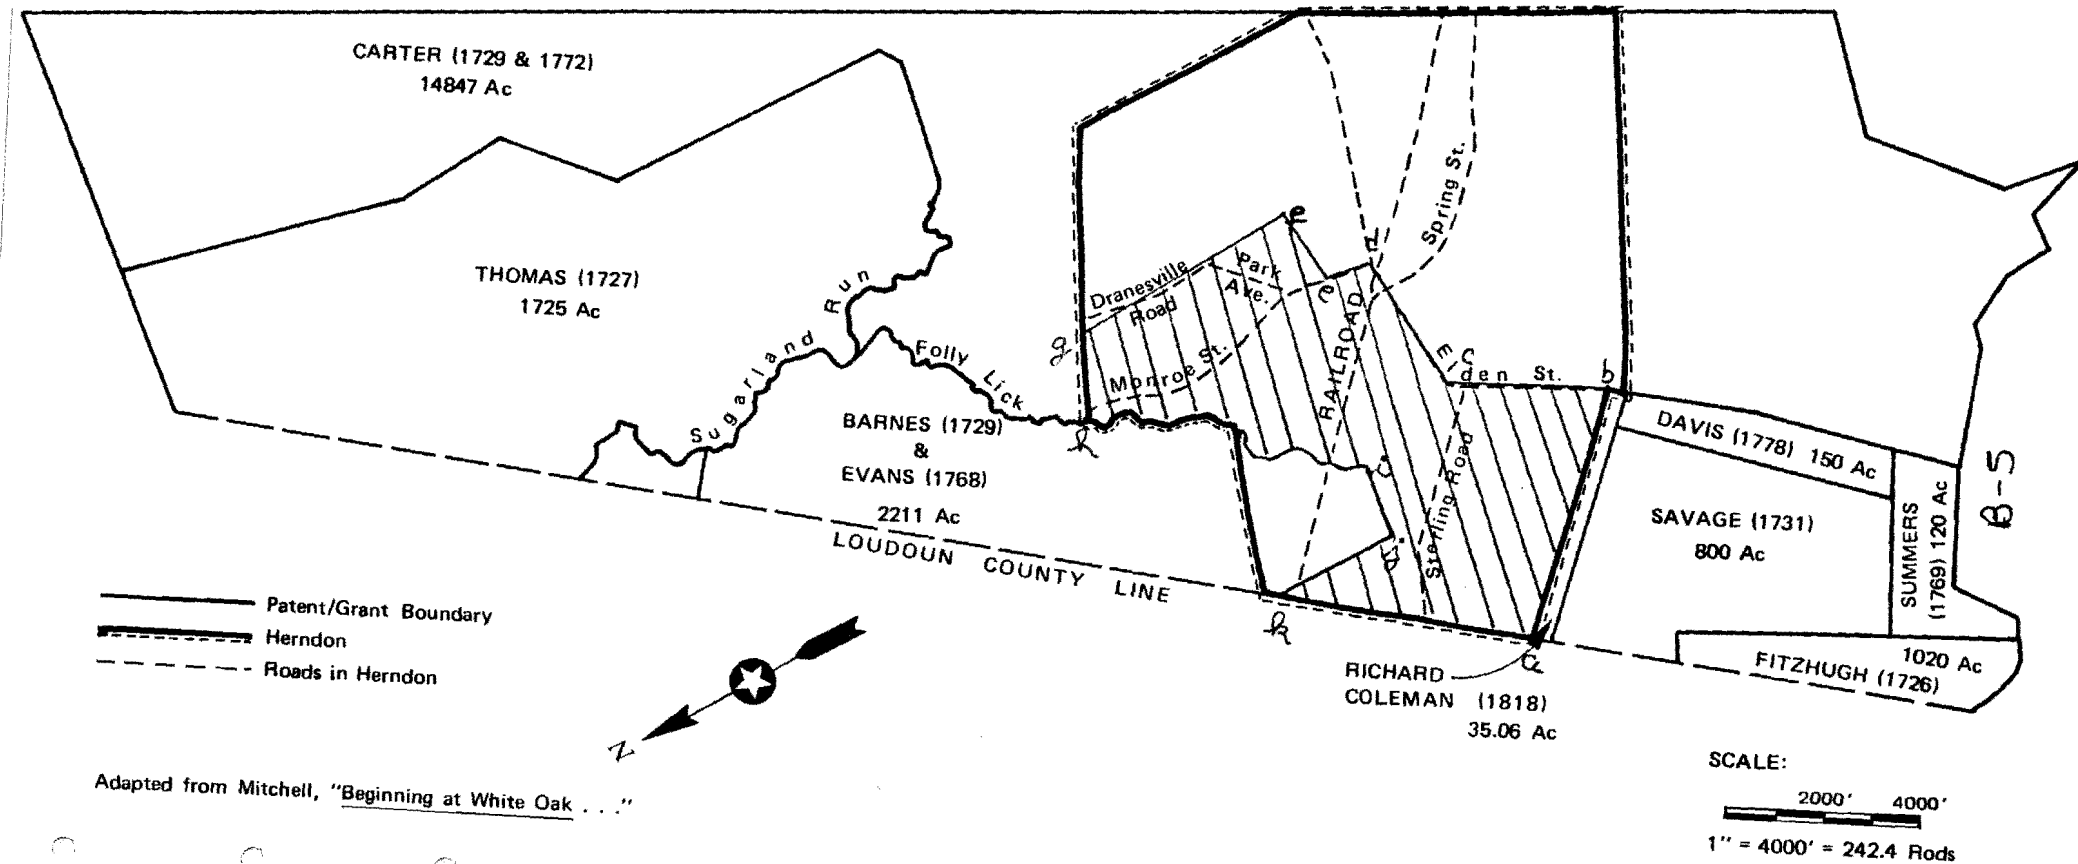 CARTER (1729 & 1772)
14847 Ac
THOMAS (1727)
1725 Ac
Sugarland Run
Folly Lick
BARNES (1729)
&
EVANS (1768)
2211 Ac
LOUDOUN COUNTY LINE
Dranesville
Road
Park
Ave.
Monroe St.
RAILROAD
Spring St.
Elden St.
Sterling Road
e
d
c
b
g
h
k
a
DAVIS (1778) 150 Ac
SAVAGE (1731)
800 Ac
SUMMERS
(1769) 120 Ac
B-5
1020 Ac
FITZHUGH (1726)
RICHARD
COLEMAN (1818)
35.06 Ac
Patent/Grant Boundary
Herndon
Roads in Herndon
N
Adapted from Mitchell, "Beginning at White Oak . . ."
SCALE:
2000' 4000'
1" = 4000' = 242.4 Rods